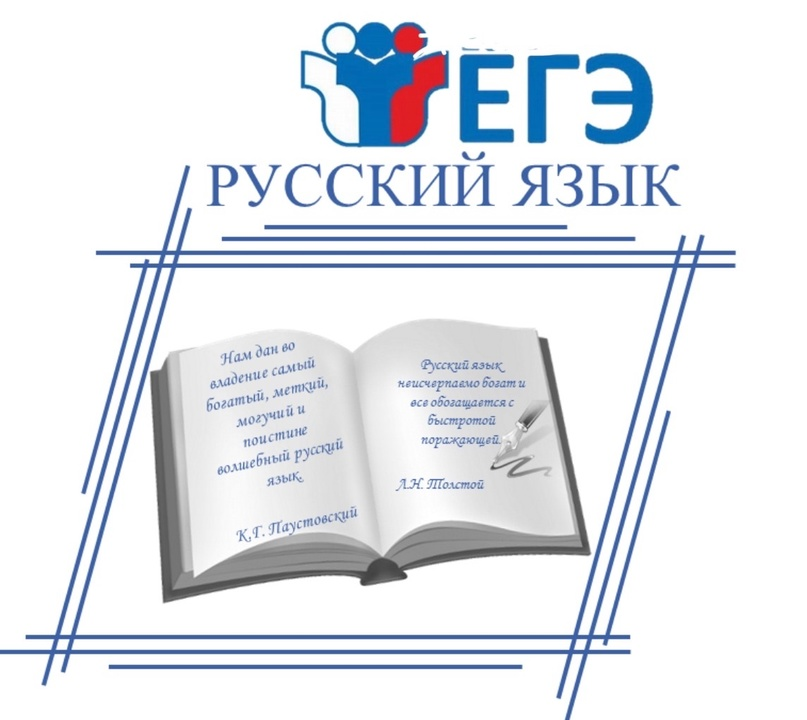 ЕГЭ
РУССКИЙ ЯЗЫК
Нам дан во
владение самый
богатый, меткий,
могучий и
поистине
волшебный русский
язык
К.Г. Паустовский
Русский язык
неисчерпаемо богат и
все обогащается с
быстротой
поражающей.
Л.Н. Толстой